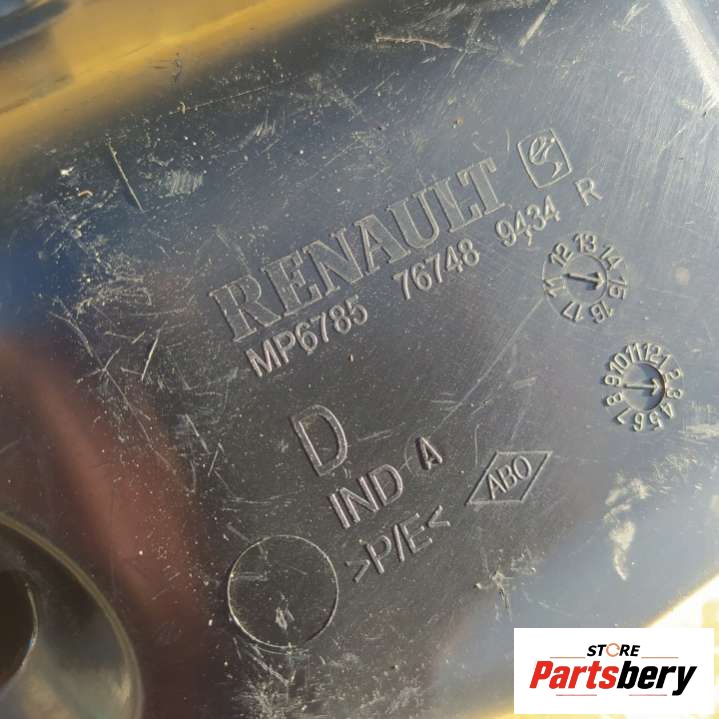 RENAULT
MP6785 76748 9434 R
11 12 13 14 15 16 17
D
IND A
>P/E<
ABO
1 2 3 4 5 6 7 8 9 10 11 12
STORE
Partsbery